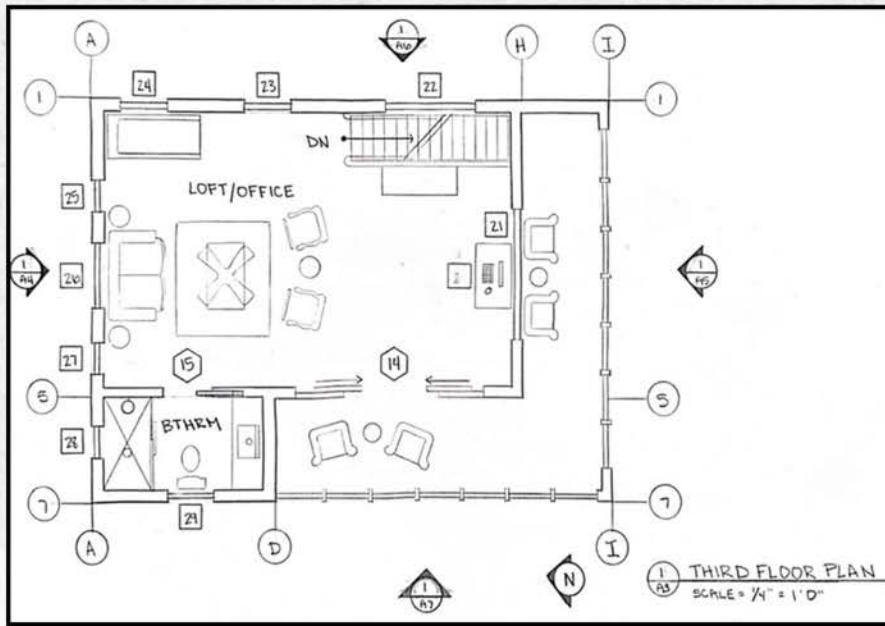 A
1
A6
H
I
1
24
23
22
1
DN
LOFT/OFFICE
25
21
1
A4
26
1
A5
27
15
14
5
5
28
BTHRM
7
29
7
A
D
I
1
A7
N
1
A3
THIRD FLOOR PLAN
SCALE = 1/4" = 1'0"